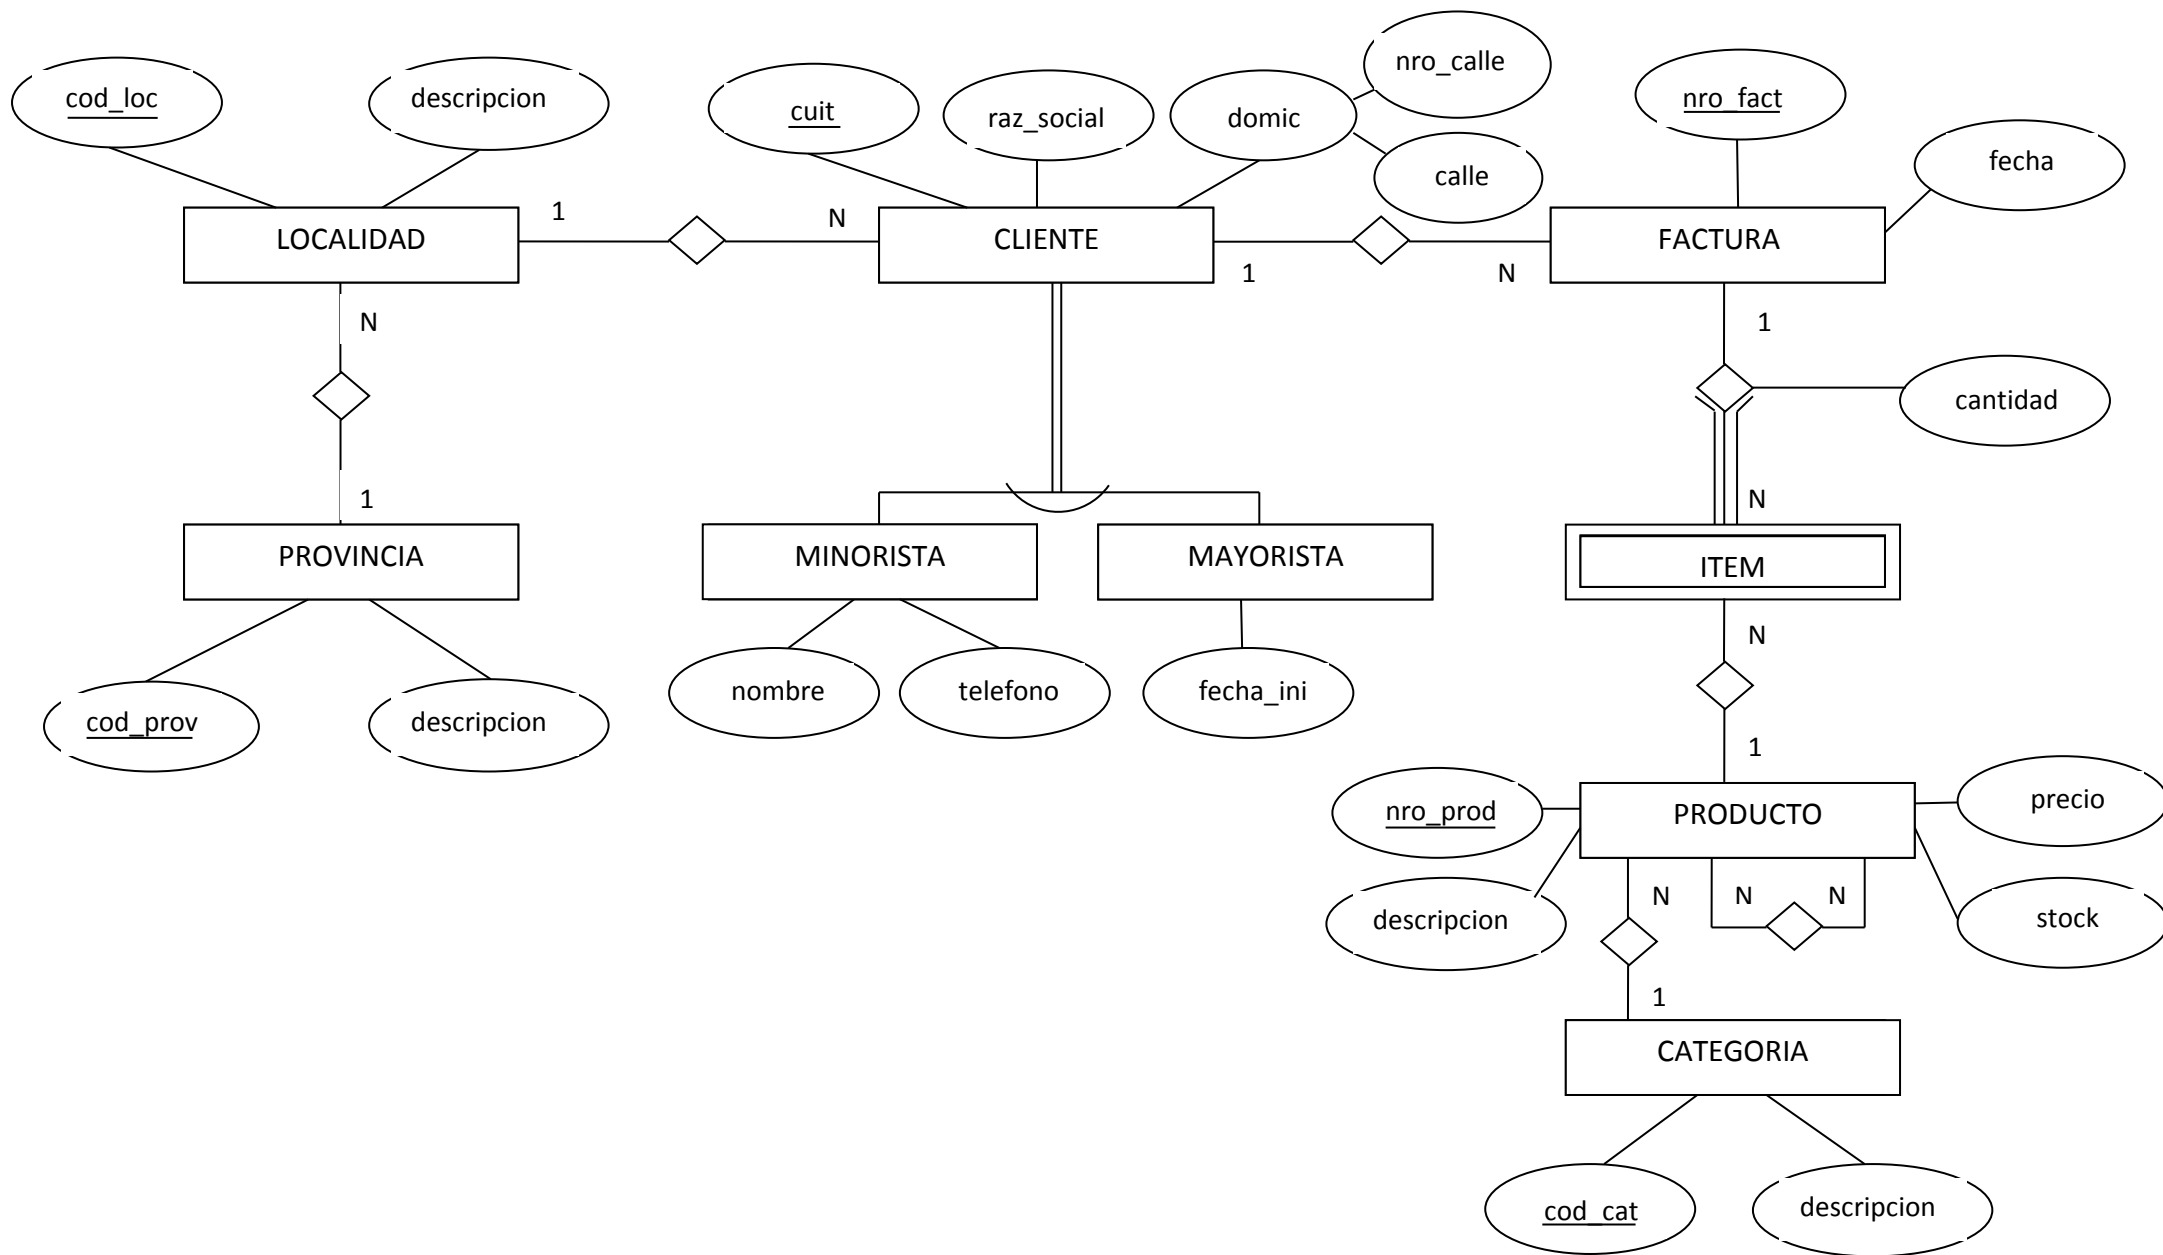 cod_loc
descripcion
cuit
raz_social
domic
nro_calle
calle
nro_fact
fecha
LOCALIDAD
1
N
CLIENTE
1
N
FACTURA
N
1
cantidad
1
N
PROVINCIA
MINORISTA
MAYORISTA
ITEM
cod_prov
descripcion
nombre
telefono
fecha_ini
N
1
nro_prod
PRODUCTO
precio
descripcion
N
N
N
stock
1
CATEGORIA
cod_cat
descripcion